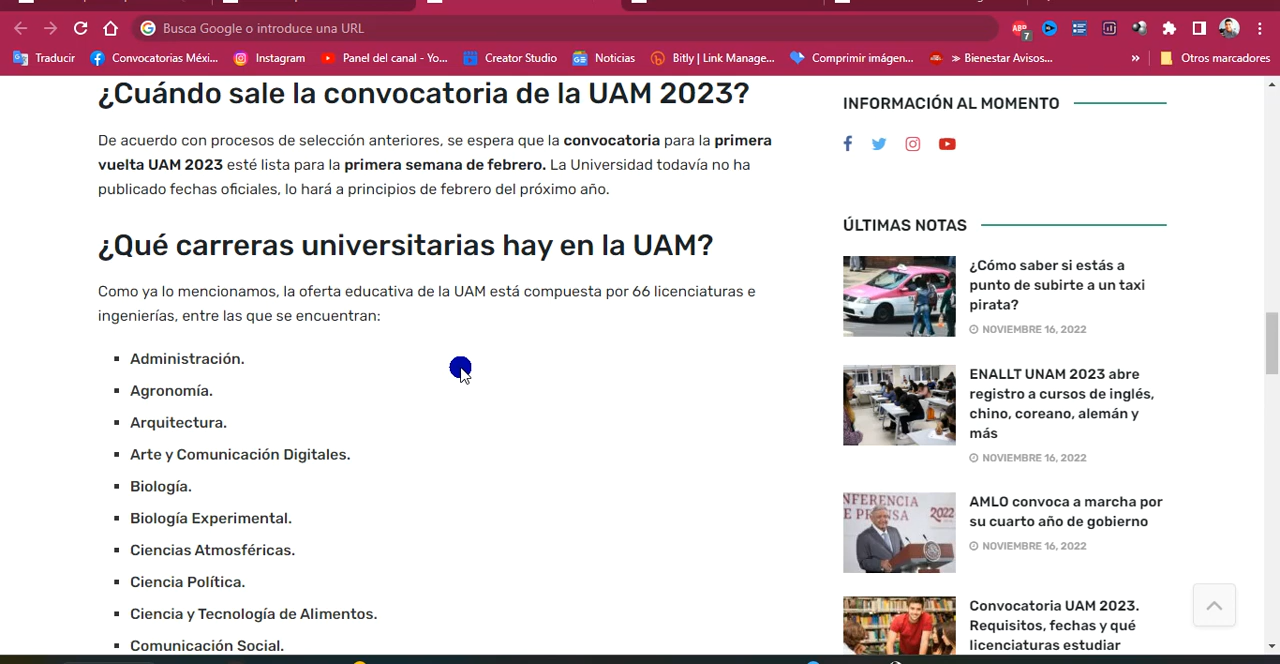 Busca Google o introduce una URL
ABP
7
Traducir
Convocatorias Méxi...
Instagram
Panel del canal - Yo...
Creator Studio
Noticias
Bitly | Link Manage...
Comprimir imágen...
≫ Bienestar Avisos...
»
Otros marcadores
¿Cuándo sale la convocatoria de la UAM 2023?
De acuerdo con procesos de selección anteriores, se espera que la convocatoria para la primera
vuelta UAM 2023 esté lista para la primera semana de febrero. La Universidad todavía no ha
publicado fechas oficiales, lo hará a principios de febrero del próximo año.
¿Qué carreras universitarias hay en la UAM?
Como ya lo mencionamos, la oferta educativa de la UAM está compuesta por 66 licenciaturas e
ingenierías, entre las que se encuentran:
Administración.
Agronomía.
Arquitectura.
Arte y Comunicación Digitales.
Biología.
Biología Experimental.
Ciencias Atmosféricas.
Ciencia Política.
Ciencia y Tecnología de Alimentos.
Comunicación Social.
INFORMACIÓN AL MOMENTO
ÚLTIMAS NOTAS
¿Cómo saber si estás a
punto de subirte a un taxi
pirata?
NOVIEMBRE 16, 2022
ENALLT UNAM 2023 abre
registro a cursos de inglés,
chino, coreano, alemán y
más
NOVIEMBRE 16, 2022
AMLO convoca a marcha por
su cuarto año de gobierno
NOVIEMBRE 16, 2022
Convocatoria UAM 2023.
Requisitos, fechas y qué
licenciaturas estudiar